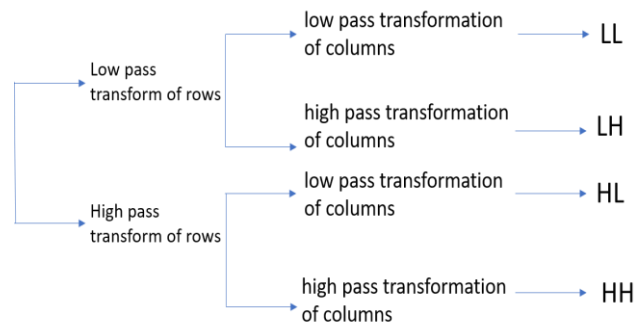 low pass transformation
of columns
LL
Low pass
transform of rows
high pass transformation
of columns
LH
low pass transformation
of columns
HL
High pass
transform of rows
high pass transformation
of columns
HH